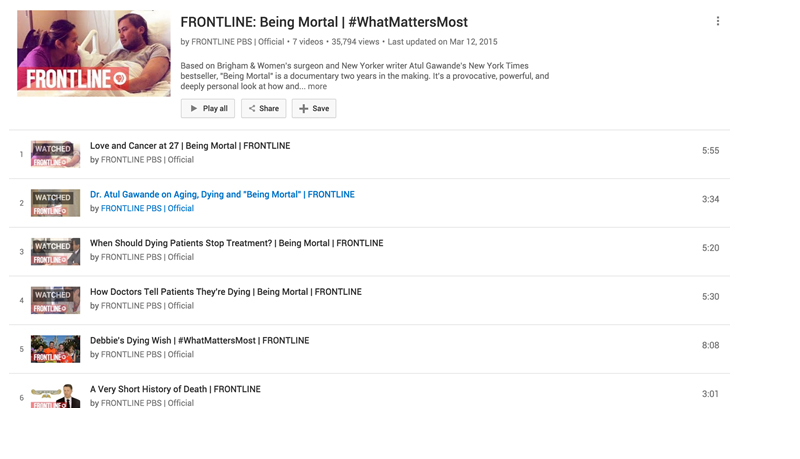 FRONTLINE
FRONTLINE: Being Mortal | #WhatMattersMost
by FRONTLINE PBS | Official • 7 videos • 35,794 views • Last updated on Mar 12, 2015
Based on Brigham & Women's surgeon and New Yorker writer Atul Gawande's New York Times
bestseller, "Being Mortal" is a documentary two years in the making. It's a provocative, powerful, and
deeply personal look at how and... more
Play all Share Save
1 WATCHED FRONTLINE Love and Cancer at 27 | Being Mortal | FRONTLINE 5:55
by FRONTLINE PBS | Official
2 WATCHED FRONTLINE Dr. Atul Gawande on Aging, Dying and "Being Mortal" | FRONTLINE 3:34
by FRONTLINE PBS | Official
3 WATCHED FRONTLINE When Should Dying Patients Stop Treatment? | Being Mortal | FRONTLINE 5:20
by FRONTLINE PBS | Official
4 WATCHED FRONTLINE How Doctors Tell Patients They're Dying | Being Mortal | FRONTLINE 5:30
by FRONTLINE PBS | Official
5 FRONTLINE Debbie's Dying Wish | #WhatMattersMost | FRONTLINE 8:08
by FRONTLINE PBS | Official
6 FRONTLINE A Very Short History of Death | FRONTLINE 3:01
by FRONTLINE PBS | Official